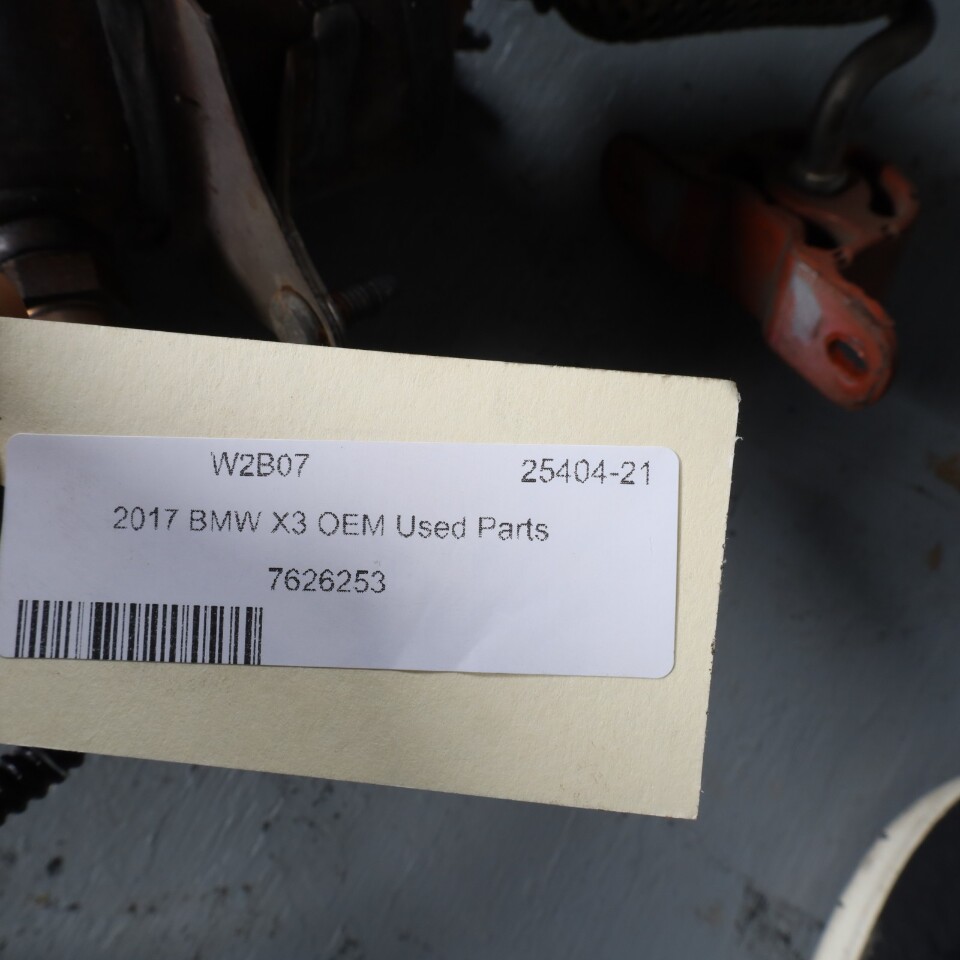 W2B07 25404-21
2017 BMW X3 OEM Used Parts
7626253